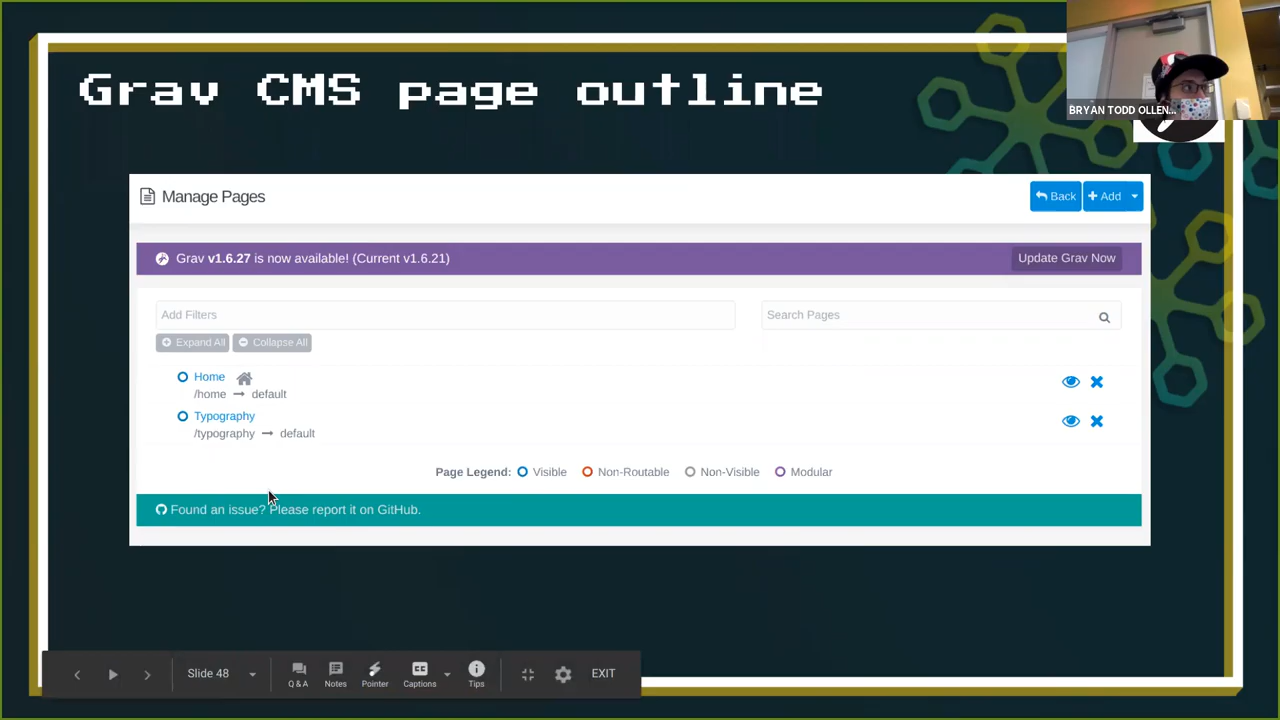 Grav CMS page outline
BRYAN TODD OLLEN...
Manage Pages
Back
Add
Grav v1.6.27 is now available! (Current v1.6.21)
Update Grav Now
Add Filters
Search Pages
Expand All
Collapse All
Home
/home → default
Typography
/typography → default
Page Legend: Visible Non-Routable Non-Visible Modular
Found an issue? Please report it on GitHub.
Slide 48
Q & A
Notes
Pointer
CC
Captions
Tips
EXIT